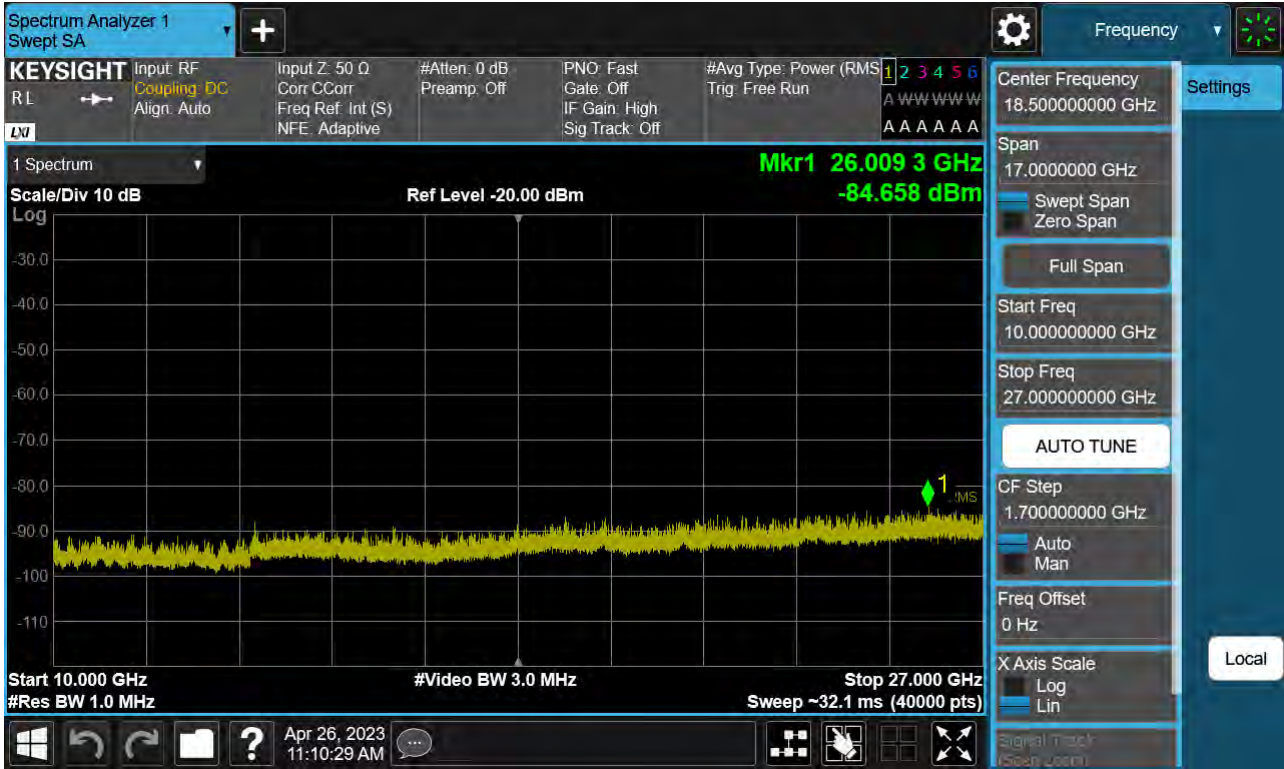 Spectrum Analyzer 1
Swept SA
+
Frequency
KEYSIGHT
RL
LXI
Input: RF
Coupling: DC
Align: Auto
Input Z: 50 Ω
Corr CCorr
Freq Ref: Int (S)
NFE: Adaptive
#Atten: 0 dB
Preamp: Off
PNO: Fast
Gate: Off
IF Gain: High
Sig Track: Off
#Avg Type: Power (RMS
Trig: Free Run
1 2 3 4 5 6
A W W W W W
A A A A A A
1 Spectrum
Scale/Div 10 dB
Log
Ref Level -20.00 dBm
Mkr1 26.009 3 GHz
-84.658 dBm
-30.0
-40.0
-50.0
-60.0
-70.0
-80.0
-90.0
-100
-110
1
Start 10.000 GHz
#Res BW 1.0 MHz
#Video BW 3.0 MHz
Stop 27.000 GHz
Sweep ~32.1 ms (40000 pts)
Apr 26, 2023
11:10:29 AM
?
Center Frequency
18.500000000 GHz
Span
17.0000000 GHz
Swept Span
Zero Span
Full Span
Start Freq
10.000000000 GHz
Stop Freq
27.000000000 GHz
AUTO TUNE
CF Step
1.700000000 GHz
Auto
Man
Freq Offset
0 Hz
X Axis Scale
Log
Lin
Signal Track
(Span Zoom)
Settings
Local